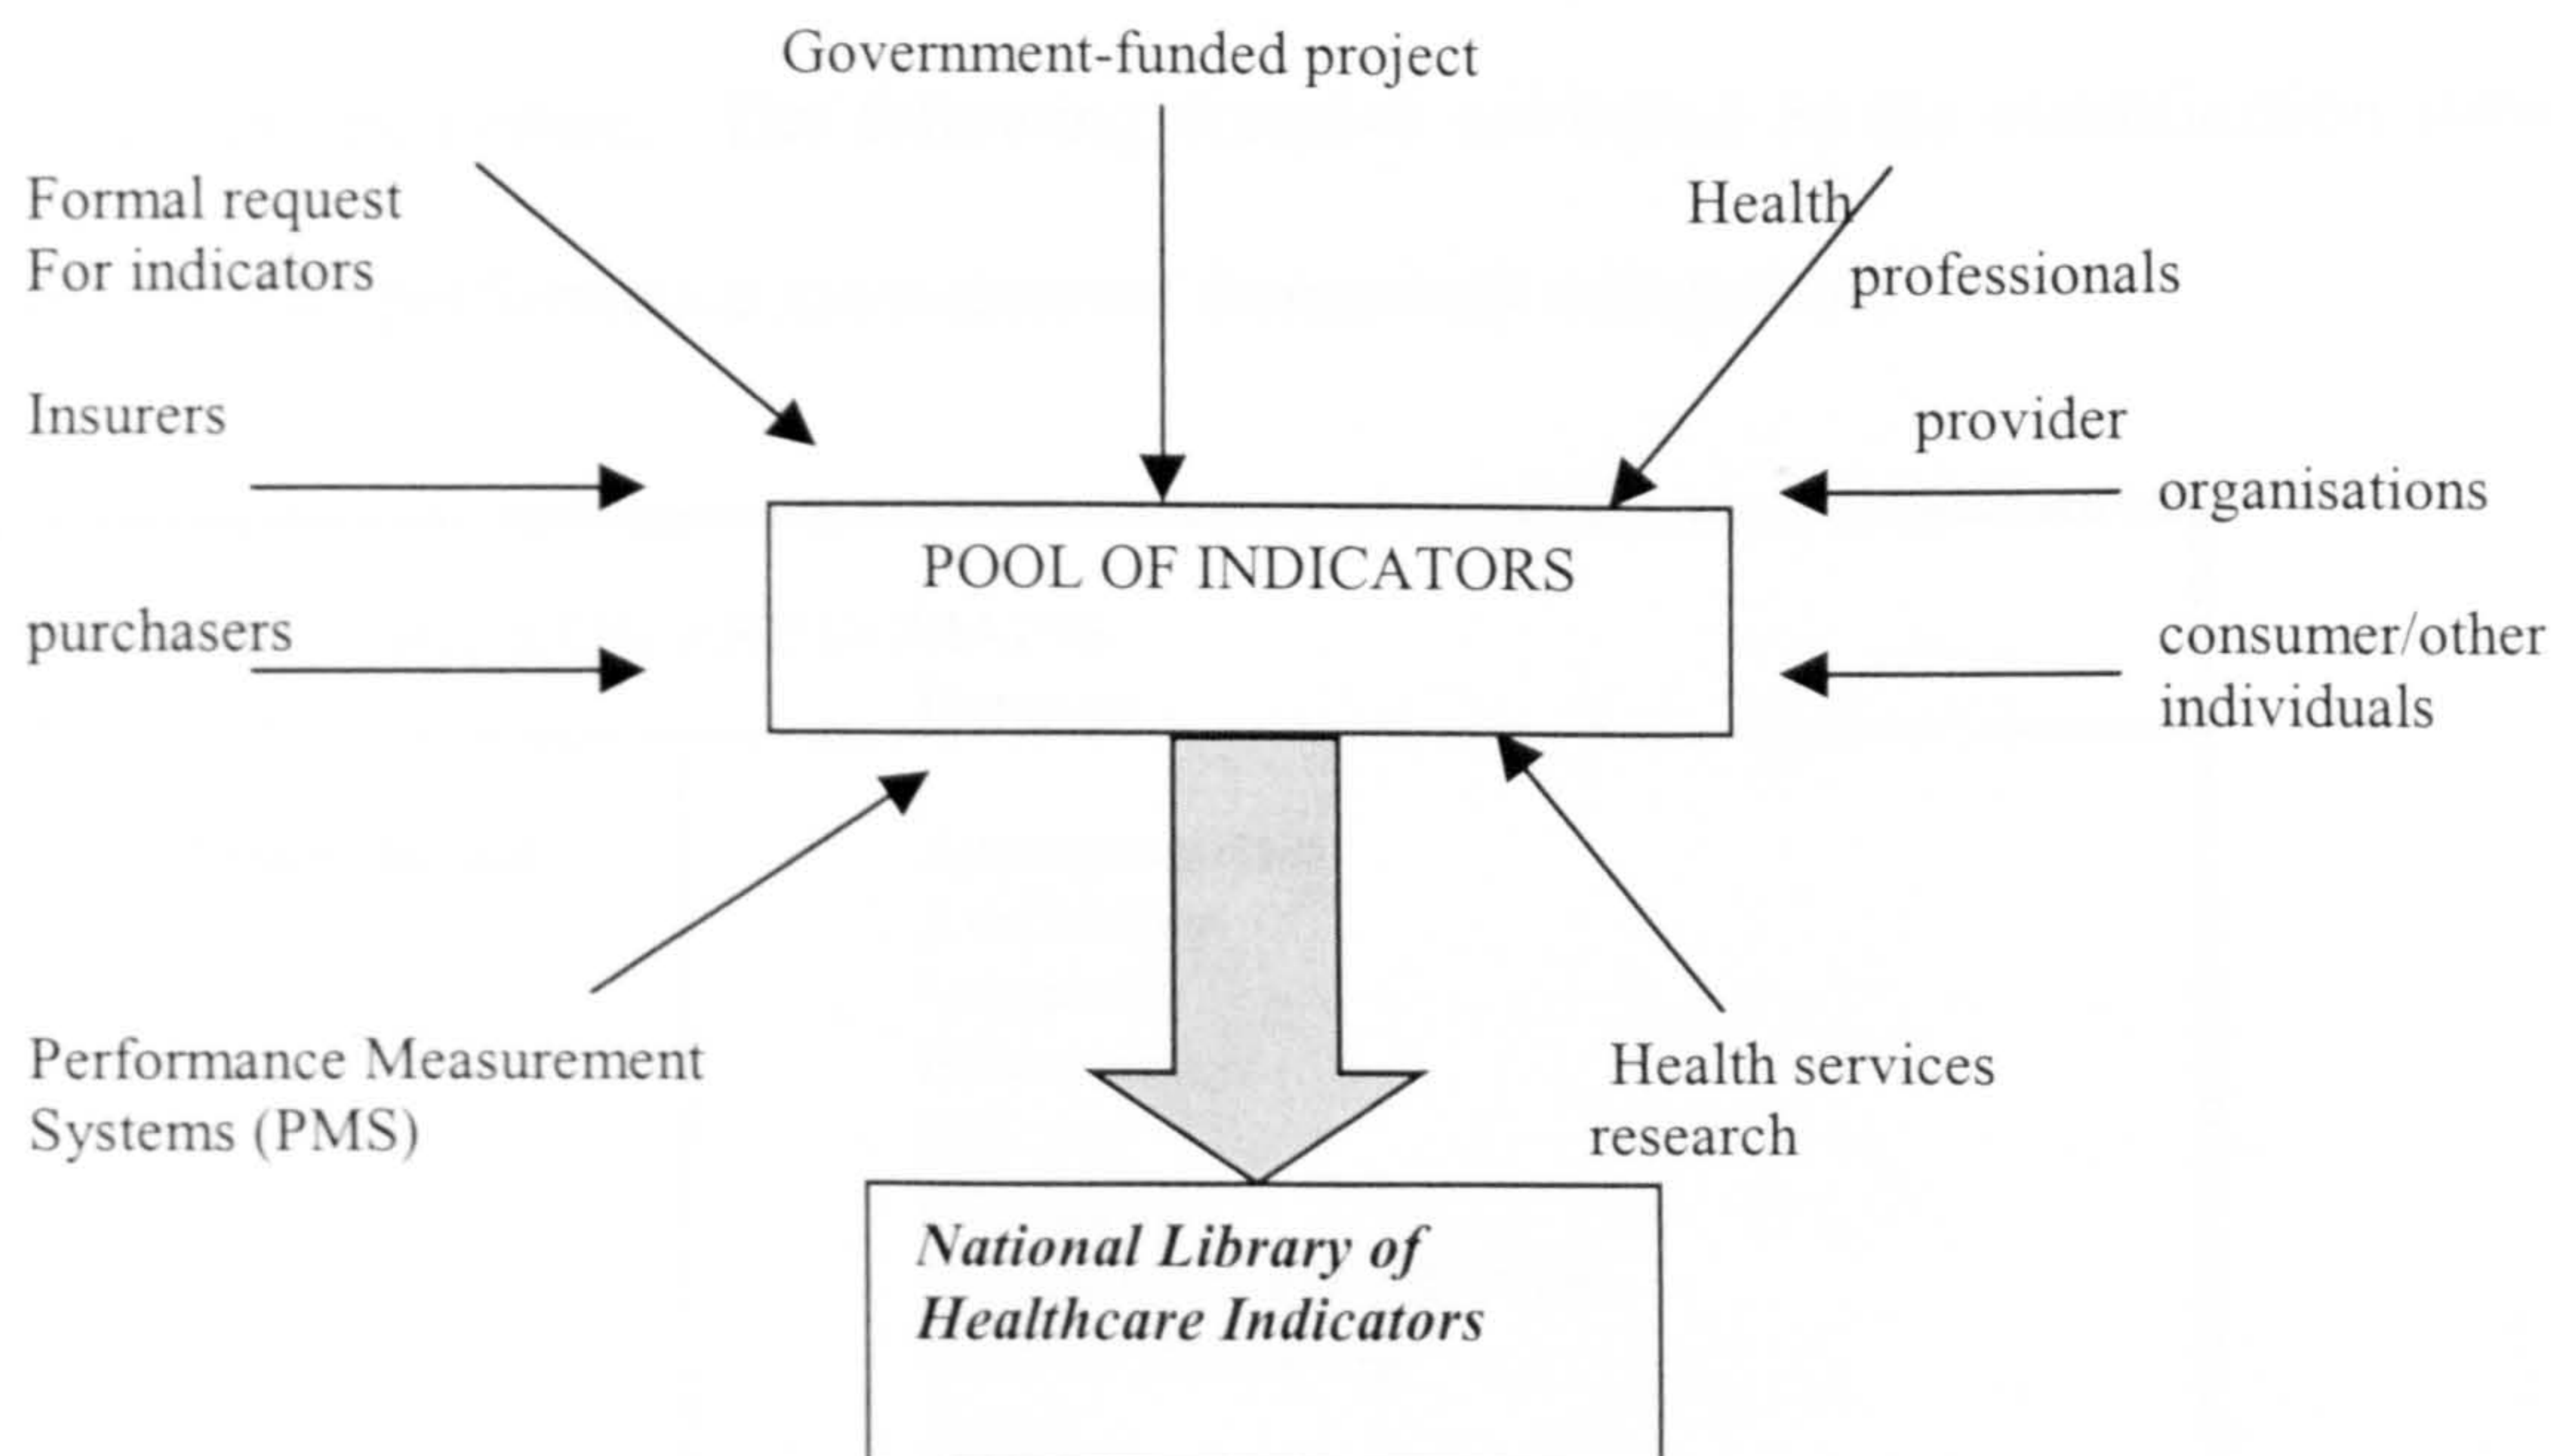 Government-funded project
Formal request
For indicators
Health
professionals
Insurers
provider
organisations
POOL OF INDICATORS
purchasers
consumer/other
individuals
Performance Measurement
Systems (PMS)
Health services
research
National Library of
Healthcare Indicators